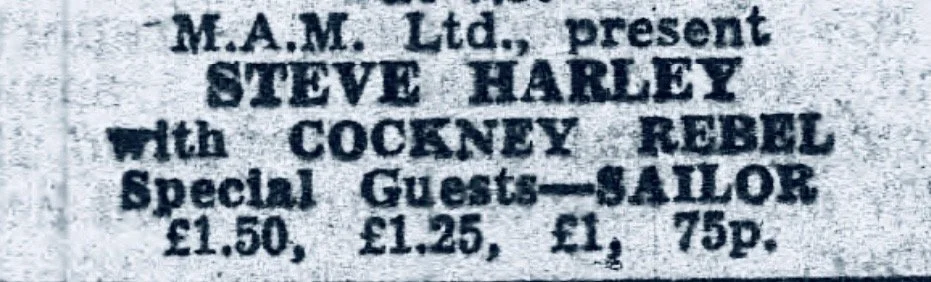 M.A.M. Ltd., present
STEVE HARLEY
with COCKNEY REBEL
Special Guests—SAILOR
£1.50, £1.25, £1, 75p.